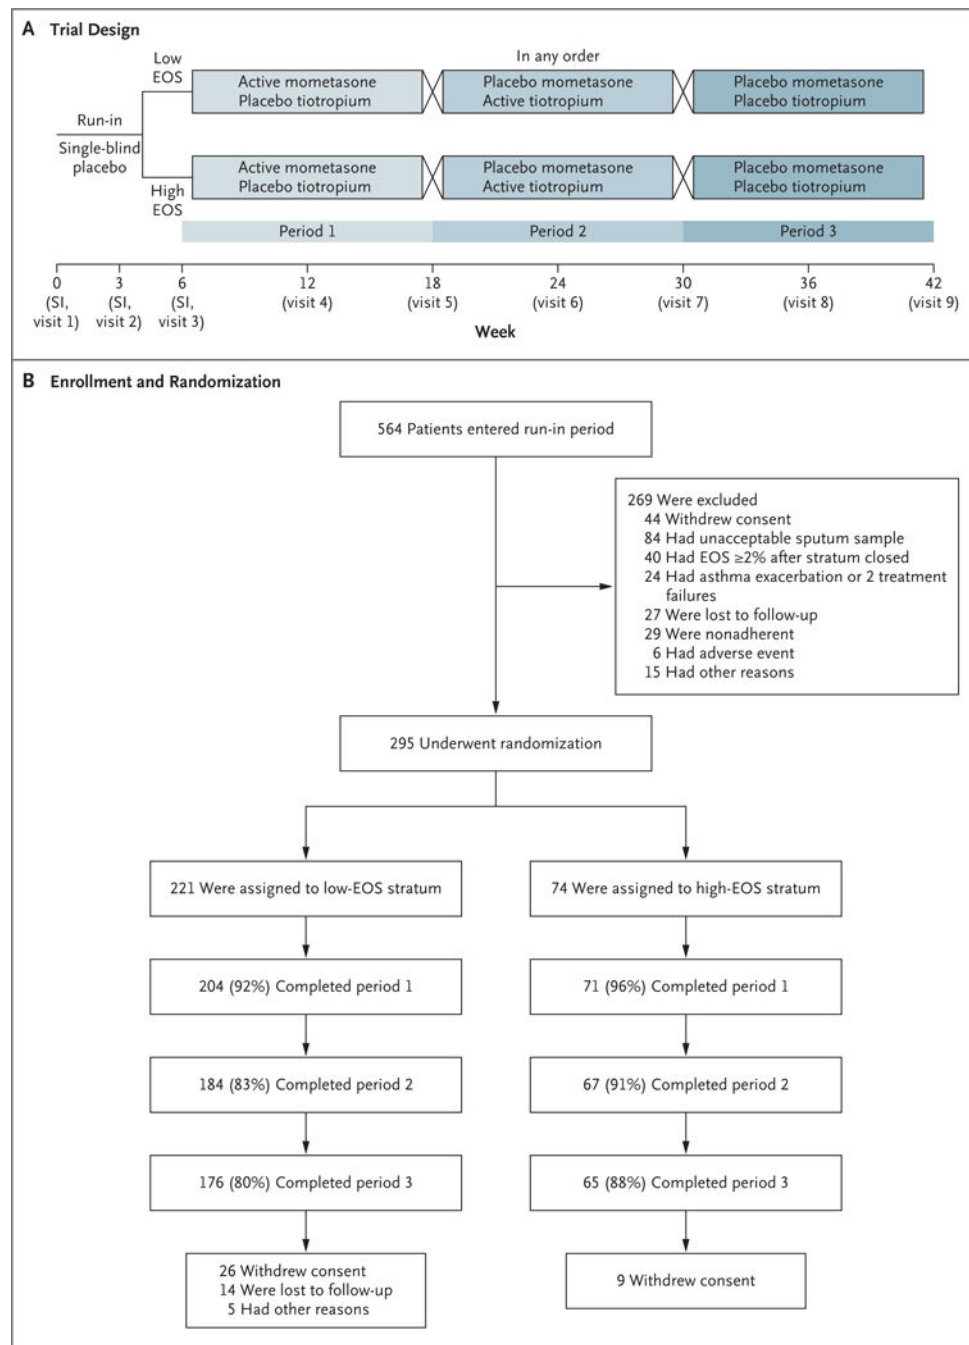 A Trial Design
Low
EOS
In any order
Active mometasone
Placebo tiotropium
Placebo mometasone
Active tiotropium
Placebo mometasone
Placebo tiotropium
Run-in
Single-blind
placebo
High
EOS
Active mometasone
Placebo tiotropium
Placebo mometasone
Active tiotropium
Placebo mometasone
Placebo tiotropium
Period 1
Period 2
Period 3
0
(SI,
visit 1)
3
(SI,
visit 2)
6
(SI,
visit 3)
12
(visit 4)
18
(visit 5)
24
(visit 6)
30
(visit 7)
36
(visit 8)
42
(visit 9)
Week
B Enrollment and Randomization
564 Patients entered run-in period
269 Were excluded
44 Withdrew consent
84 Had unacceptable sputum sample
40 Had EOS ≥2% after stratum closed
24 Had asthma exacerbation or 2 treatment
failures
27 Were lost to follow-up
29 Were nonadherent
6 Had adverse event
15 Had other reasons
295 Underwent randomization
221 Were assigned to low-EOS stratum
74 Were assigned to high-EOS stratum
204 (92%) Completed period 1
71 (96%) Completed period 1
184 (83%) Completed period 2
67 (91%) Completed period 2
176 (80%) Completed period 3
65 (88%) Completed period 3
26 Withdrew consent
14 Were lost to follow-up
5 Had other reasons
9 Withdrew consent